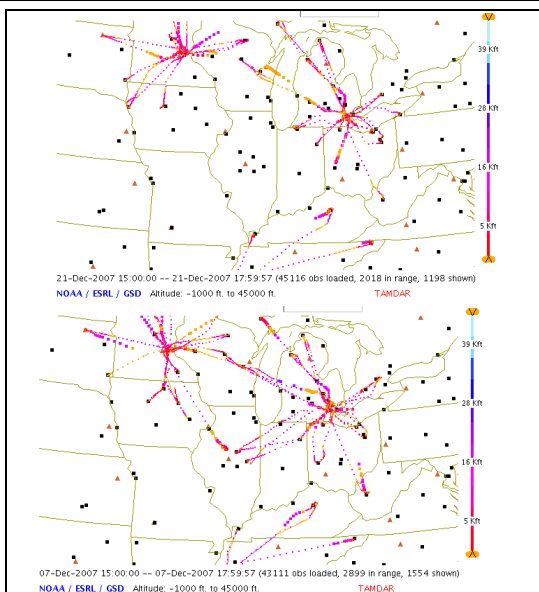 39 Kft
28 Kft
16 Kft
5 Kft
21-Dec-2007 15:00:00 -- 21-Dec-2007 17:59:57 (45116 obs loaded, 2018 in range, 1198 shown)
NOAA / ESRL / GSD Altitude: -1000 ft. to 45000 ft. TAMDAR
39 Kft
28 Kft
16 Kft
5 Kft
07-Dec-2007 15:00:00 -- 07-Dec-2007 17:59:57 (43111 obs loaded, 2899 in range, 1554 shown)
NOAA / ESRL / GSD Altitude: -1000 ft. to 45000 ft. TAMDAR